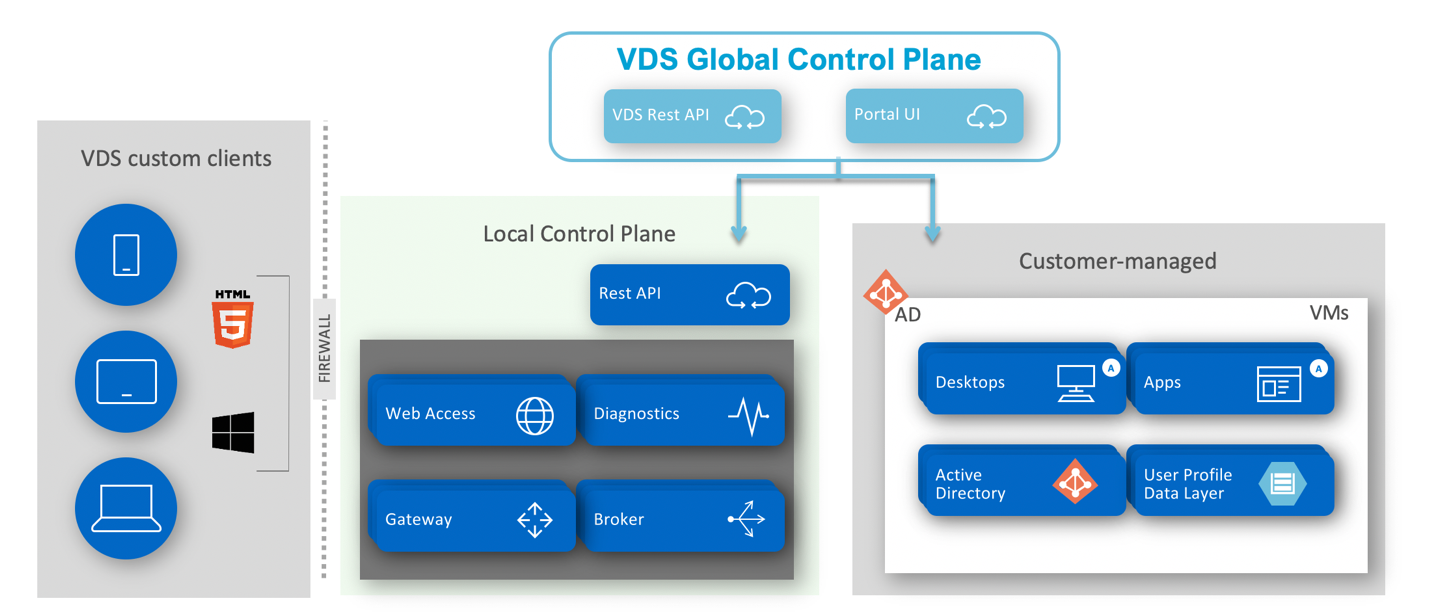 VDS Global Control Plane
VDS Rest API
Portal UI
VDS custom clients
HTML
5
FIREWALL
Local Control Plane
Rest API
Web Access
Diagnostics
Gateway
Broker
Customer-managed
AD
VMs
Desktops
A
Apps
A
Active
Directory
User Profile
Data Layer